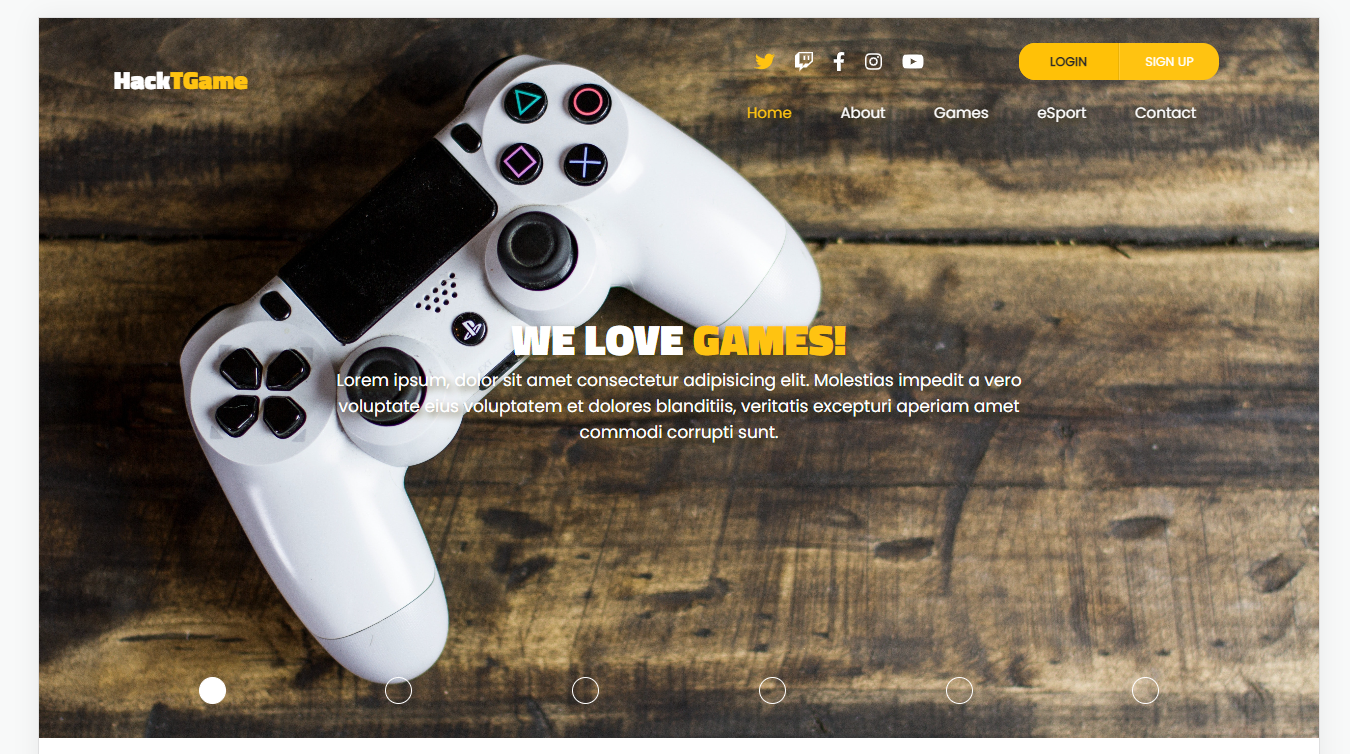 HackTGame
LOGIN
SIGN UP
Home
About
Games
eSport
Contact
WE LOVE GAMES!
Lorem ipsum, dolor sit amet consectetur adipisicing elit. Molestias impedit a vero
voluptate eius voluptatem et dolores blanditiis, veritatis excepturi aperiam amet
commodi corrupti sunt.